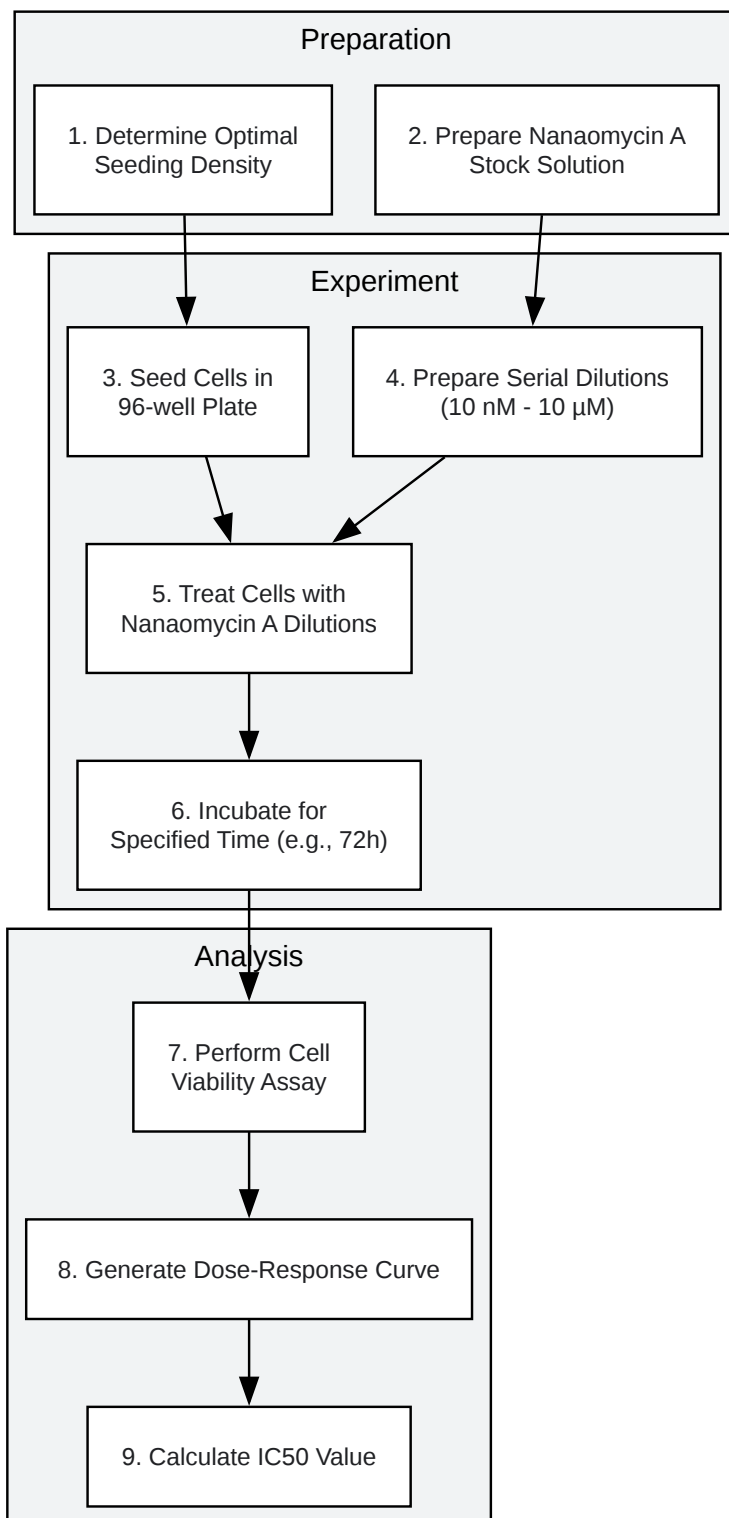 Preparation
1. Determine Optimal
Seeding Density
2. Prepare Nanaomycin A
Stock Solution
Experiment
3. Seed Cells in
96-well Plate
4. Prepare Serial Dilutions
(10 nM - 10 µM)
5. Treat Cells with
Nanaomycin A Dilutions
6. Incubate for
Specified Time (e.g., 72h)
Analysis
7. Perform Cell
Viability Assay
8. Generate Dose-Response Curve
9. Calculate IC50 Value